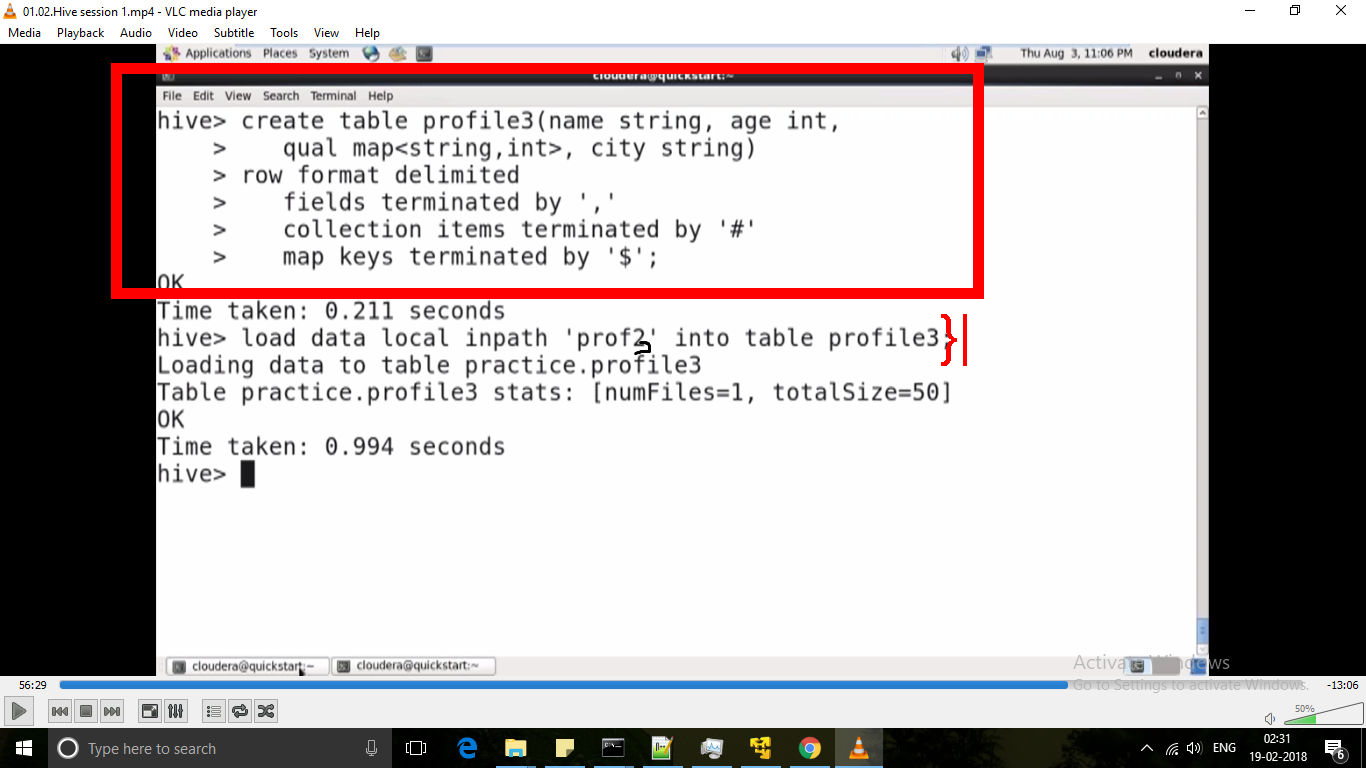 01.02.Hive session 1.mp4 - VLC media player
Media Playback Audio Video Subtitle Tools View Help
Applications Places System Thu Aug 3, 11:06 PM cloudera
cloudera@quickstart:~
File Edit View Search Terminal Help
hive> create table profile3(name string, age int,
> qual map<string,int>, city string)
> row format delimited
> fields terminated by ','
> collection items terminated by '#'
> map keys terminated by '$';
OK
Time taken: 0.211 seconds
hive> load data local inpath 'prof2' into table profile3;
Loading data to table practice.profile3
Table practice.profile3 stats: [numFiles=1, totalSize=50]
OK
Time taken: 0.994 seconds
hive>
cloudera@quickstart:~ cloudera@quickstart:~
Activate Windows
Go to Settings to activate Windows.
56:29 -13:06
50%
Type here to search
ENG
02:31
19-02-2018
6